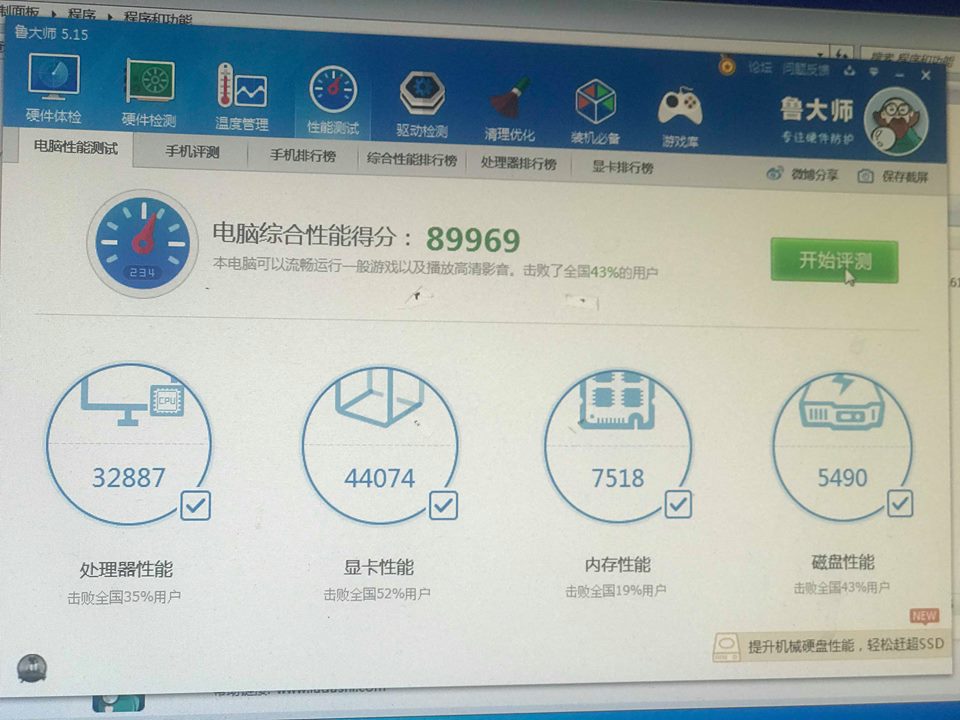 制面板 ▸ 程序 ▸ 程序和功能
搜索 程序和功能
鲁大师 5.15
论坛 问题反馈
硬件体检
硬件检测
温度管理
性能测试
驱动检测
清理优化
装机必备
游戏库
鲁大师
专注硬件防护
电脑性能测试
手机评测
手机排行榜
综合性能排行榜
处理器排行榜
显卡排行榜
微博分享
保存截屏
电脑综合性能得分： 89969
本电脑可以流畅运行一般游戏以及播放高清影音。击败了全国43%的用户
开始评测
234
CPU
32887
44074
7518
5490
处理器性能
显卡性能
内存性能
磁盘性能
击败全国35%用户
击败全国52%用户
击败全国19%用户
击败全国43%用户
NEW
提升机械硬盘性能，轻松赶超SSD
帮助链接: www.ludashi.com